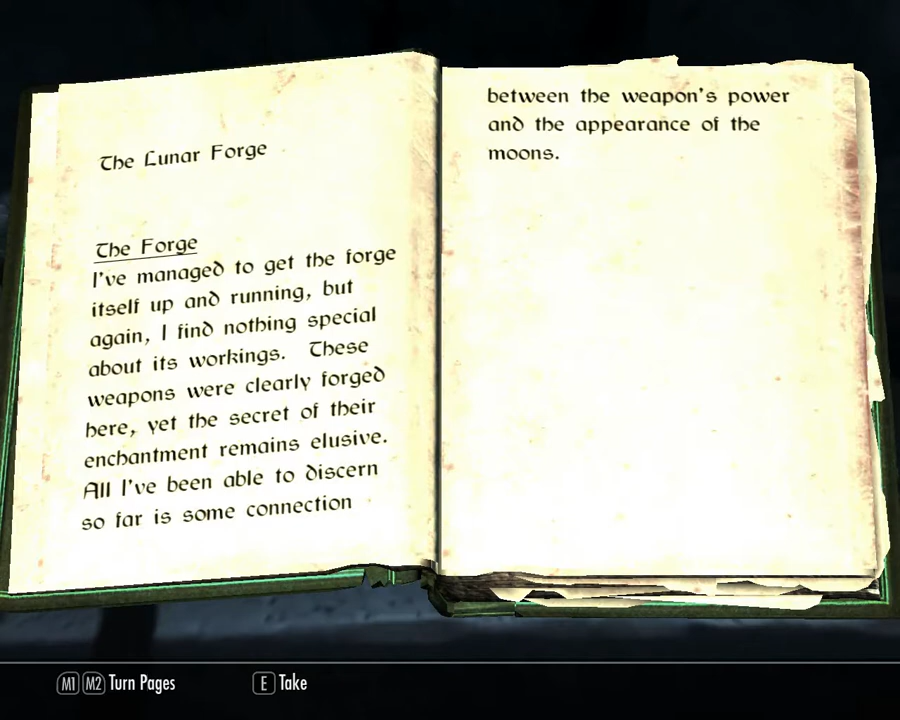 The Lunar Forge
The Forge
I've managed to get the forge
itself up and running, but
again, I find nothing special
about its workings.  These
weapons were clearly forged
here, yet the secret of their
enchantment remains elusive.
All I've been able to discern
so far is some connection
between the weapon's power
and the appearance of the
moons.
M1 M2 Turn Pages
E Take